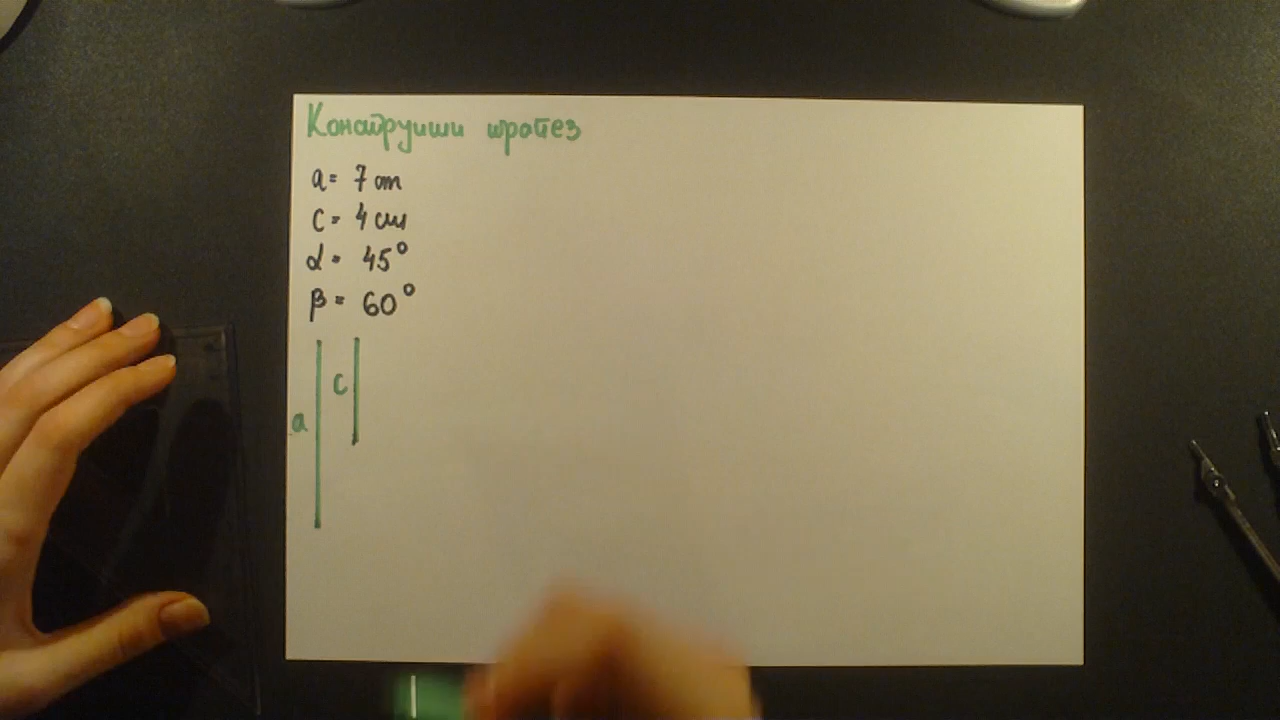 Конструиши трапез
a = 7 cm
c = 4 cm
α = 45°
β = 60°
a
c